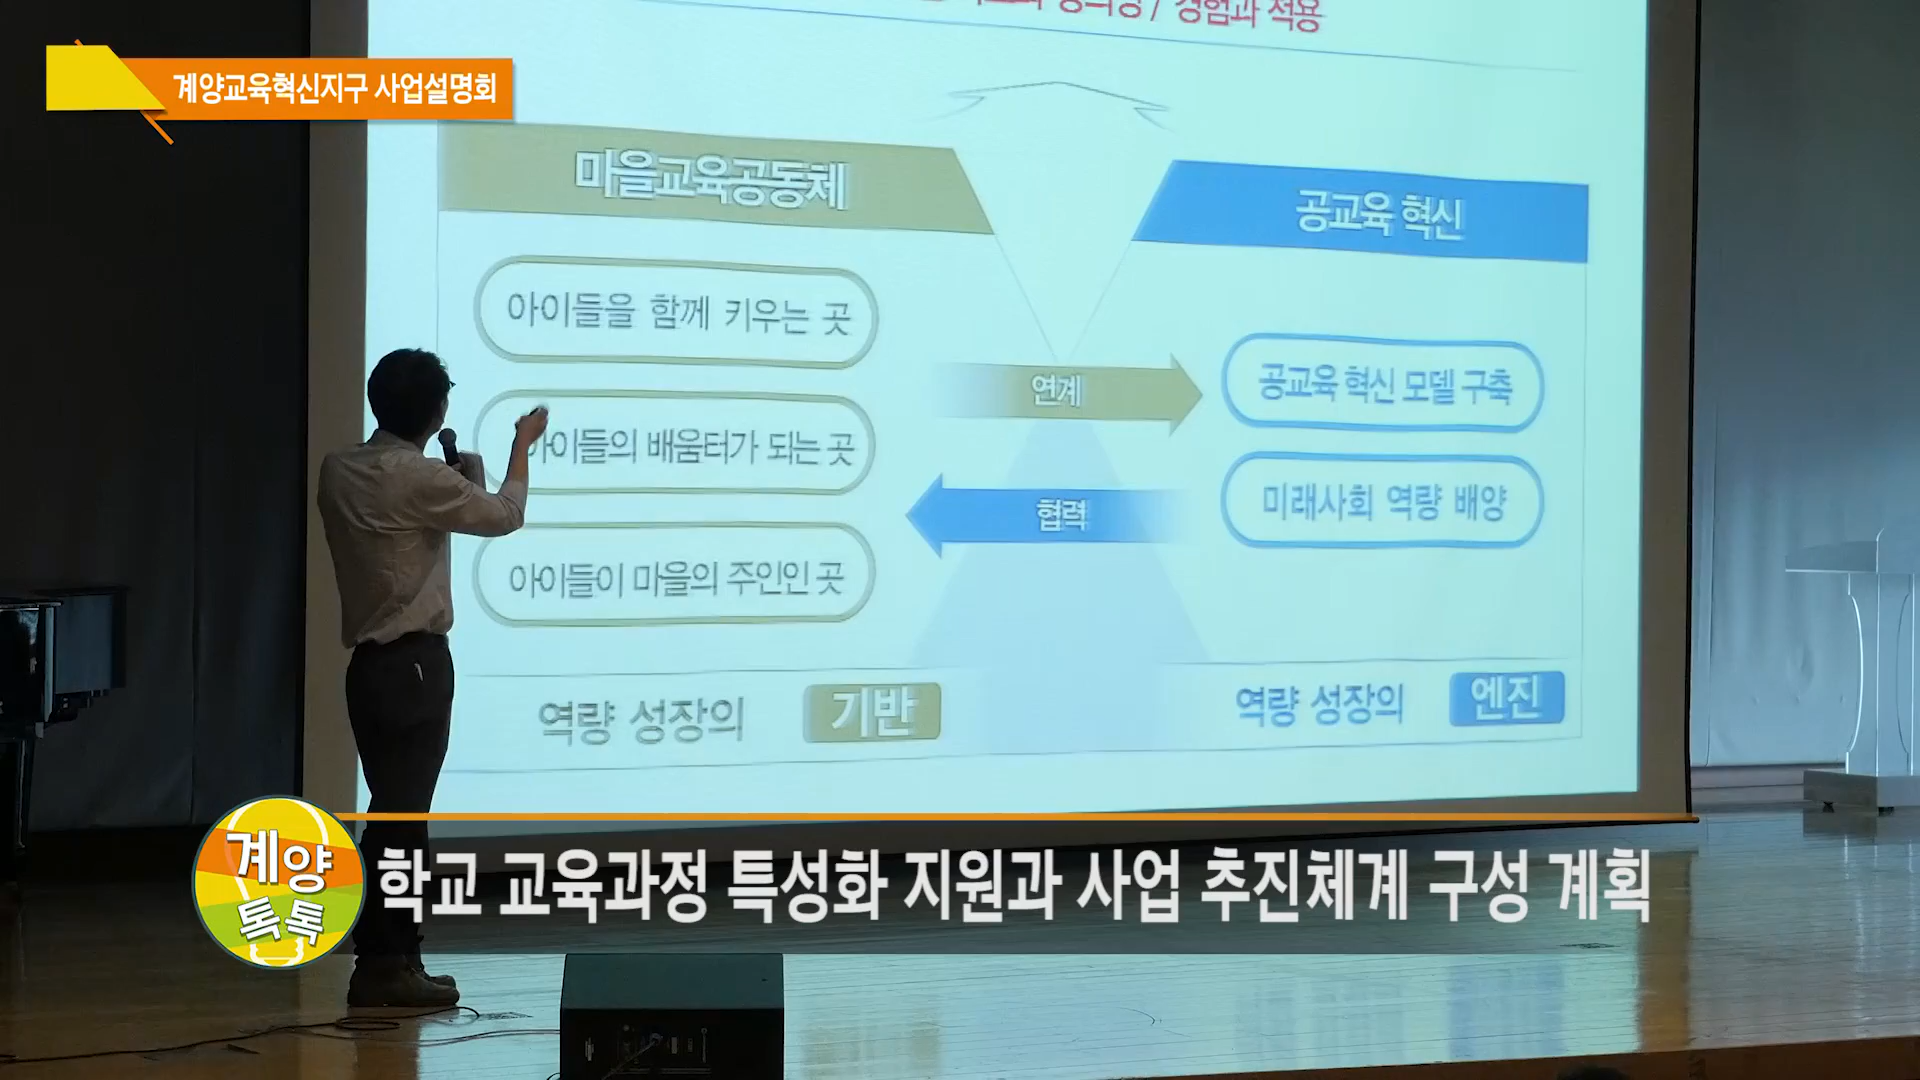 경험과 적용
계양교육혁신지구 사업설명회
마을교육공동체
공교육 혁신
아이들을 함께 키우는 곳
아이들의 배움터가 되는 곳
아이들이 마을의 주인인 곳
연계
협력
공교육 혁신 모델 구축
미래사회 역량 배양
역량 성장의 기반
역량 성장의 엔진
계양
톡톡
학교 교육과정 특성화 지원과 사업 추진체계 구성 계획